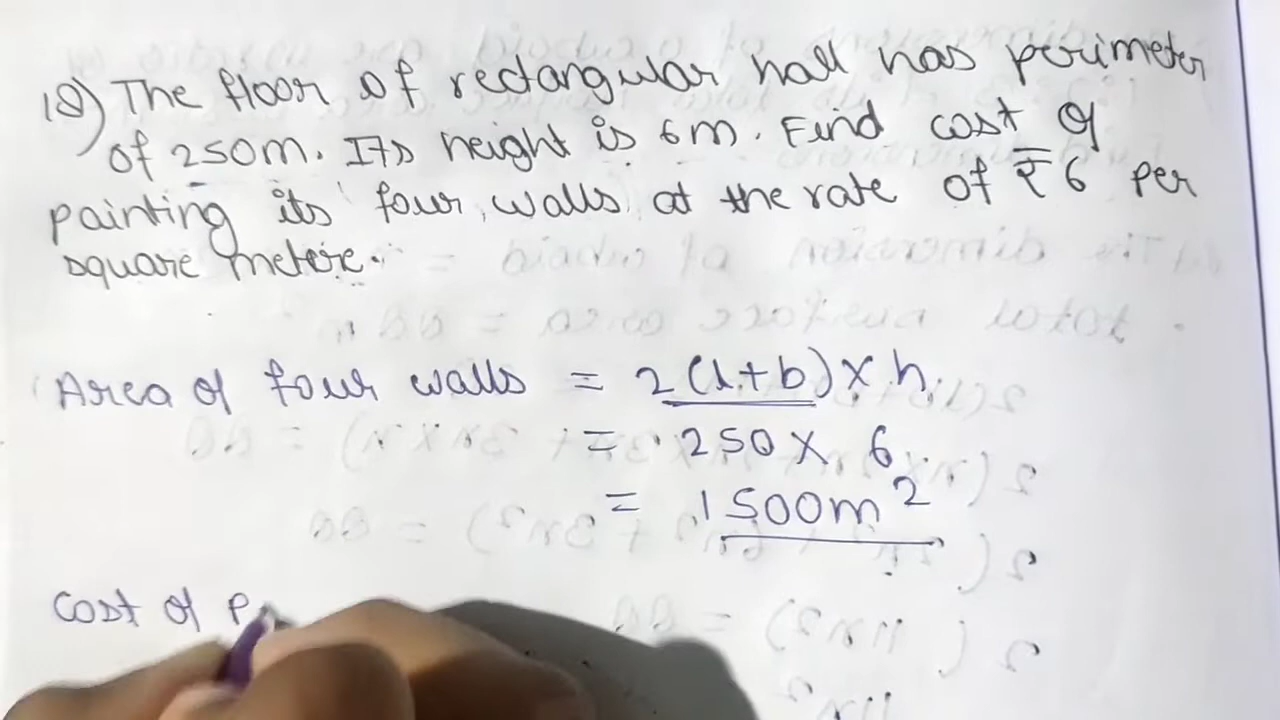 18) The floor of rectangular hall has perimeter
of 250m. Its height is 6m. Find cost of
painting its four walls at the rate of ₹6 per
square metere.
Area of four walls = 2(l+b)×h
= 250 × 6
= 1500m²
Cost of P